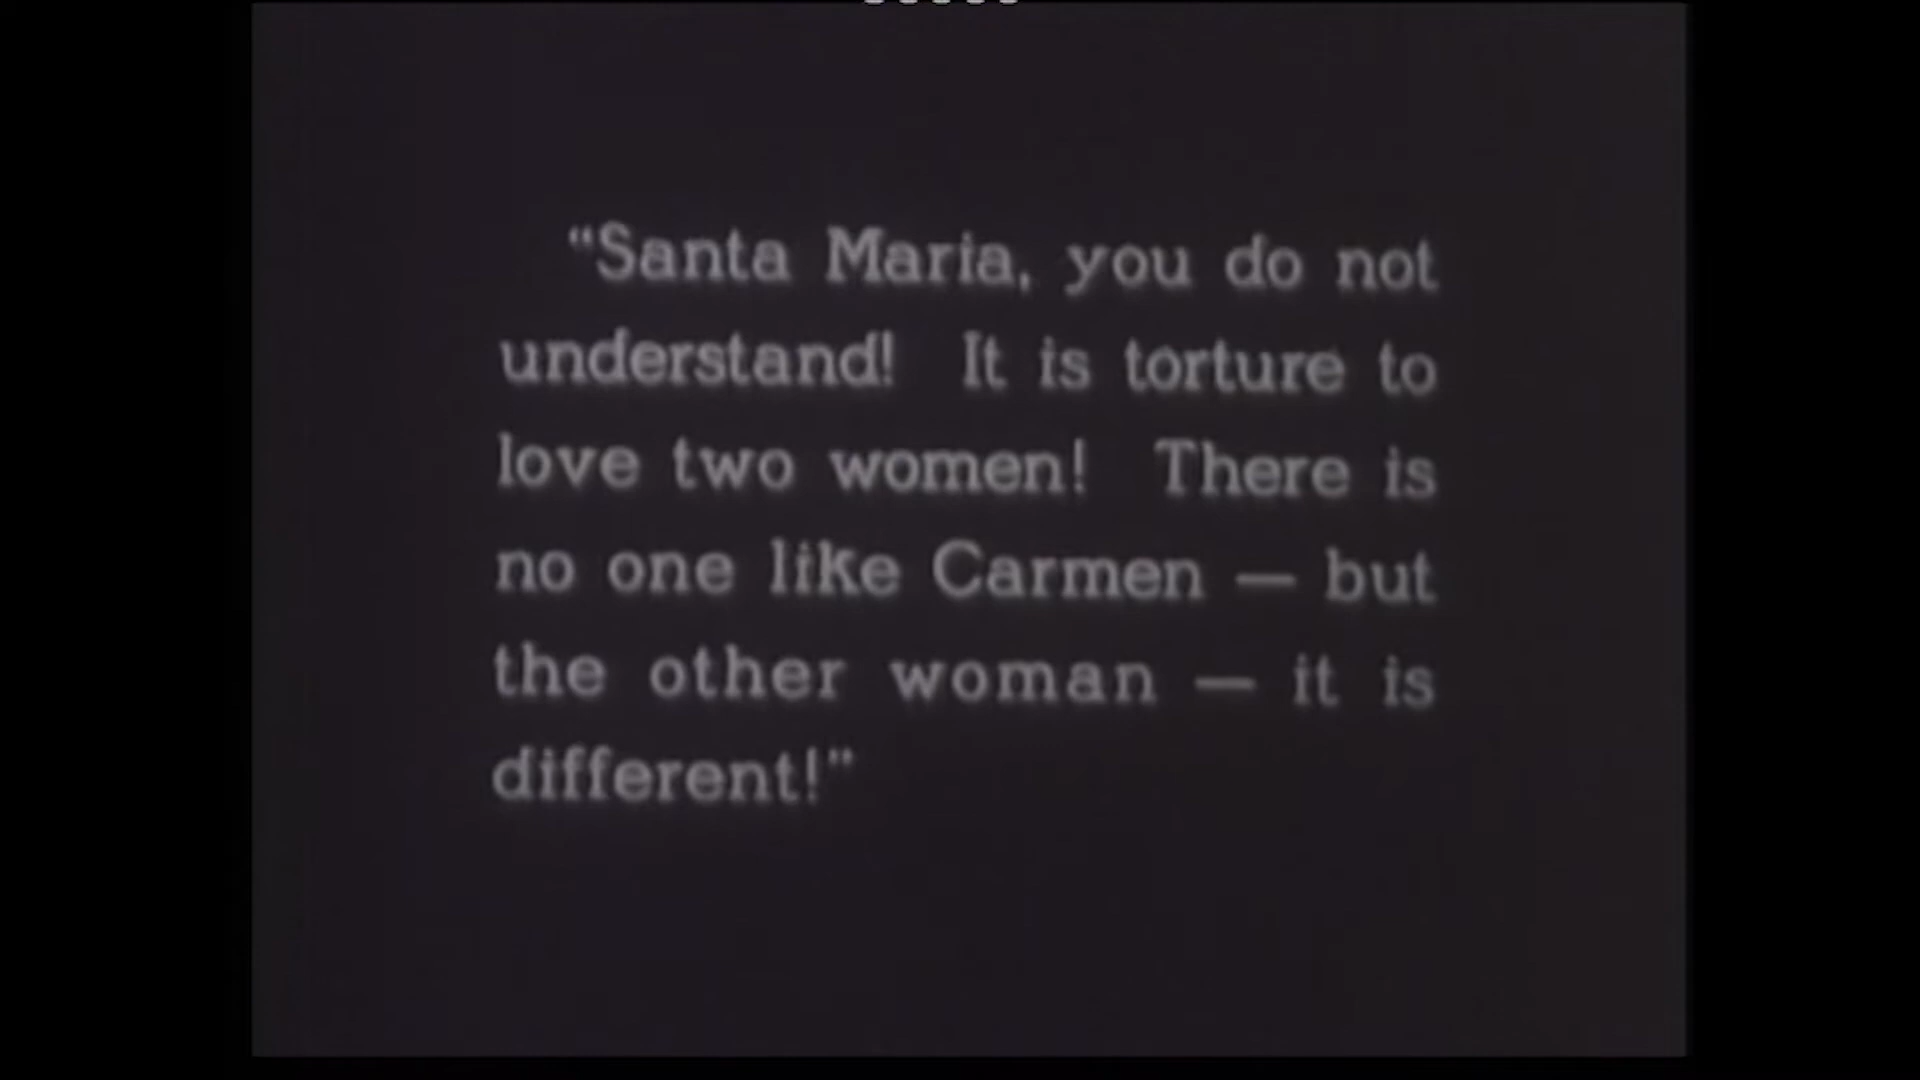 “Santa Maria, you do not
understand! It is torture to
love two women! There is
no one like Carmen — but
the other woman — it is
different!”